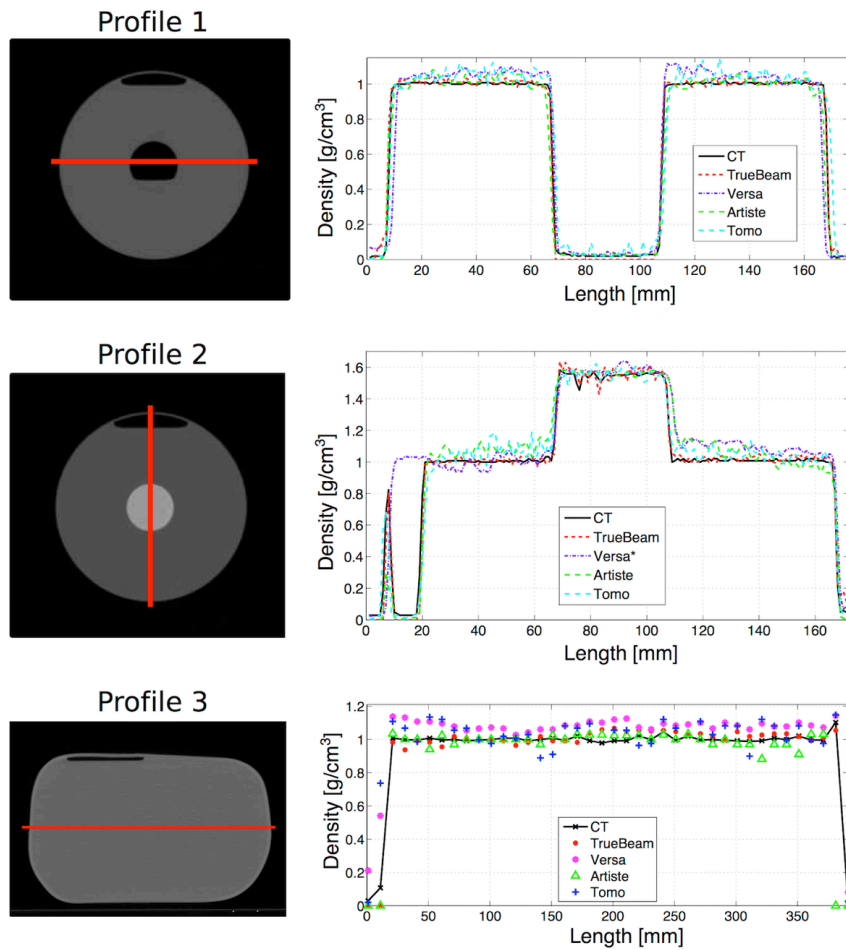 Profile 1
Density [g/cm³]
1
0.8
0.6
0.4
0.2
0
0 20 40 60 80 100 120 140 160
Length [mm]
CT
TrueBeam
Versa
Artiste
Tomo
Profile 2
Density [g/cm³]
1.6
1.4
1.2
1
0.8
0.6
0.4
0.2
0
0 20 40 60 80 100 120 140 160
Length [mm]
CT
TrueBeam
Versa*
Artiste
Tomo
Profile 3
Density [g/cm³]
1.2
1
0.8
0.6
0.4
0.2
0
0 50 100 150 200 250 300 350
Length [mm]
CT
TrueBeam
Versa
Artiste
Tomo